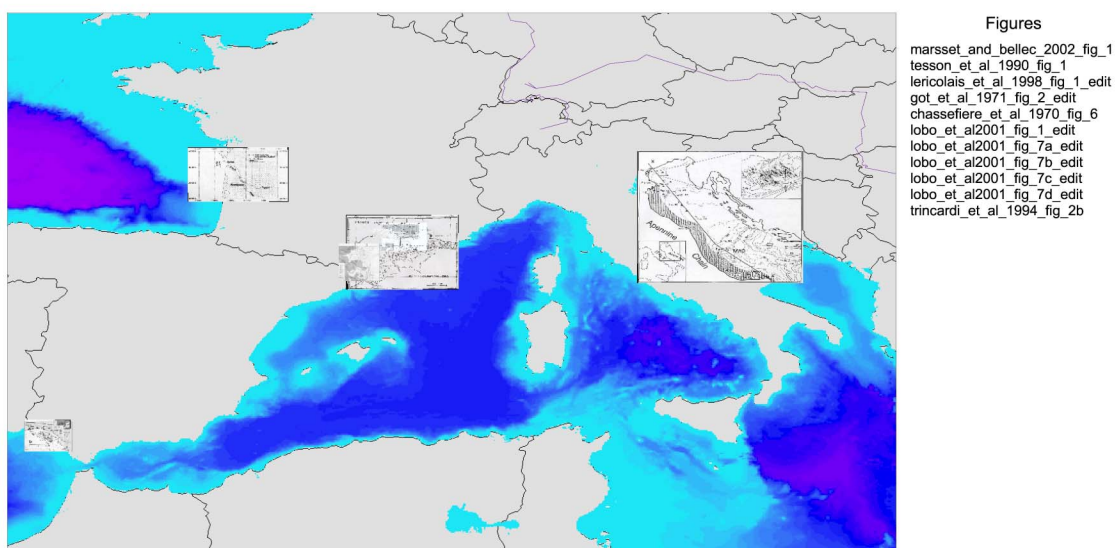 Figures
marsset_and_bellec_2002_fig_1
tesson_et_al_1990_fig_1
lericolais_et_al_1998_fig_1_edit
got_et_al_1971_fig_2_edit
chassefiere_et_al_1970_fig_6
lobo_et_al2001_fig_1_edit
lobo_et_al2001_fig_7a_edit
lobo_et_al2001_fig_7b_edit
lobo_et_al2001_fig_7c_edit
lobo_et_al2001_fig_7d_edit
trincardi_et_al_1994_fig_2b
Apennine
Chain